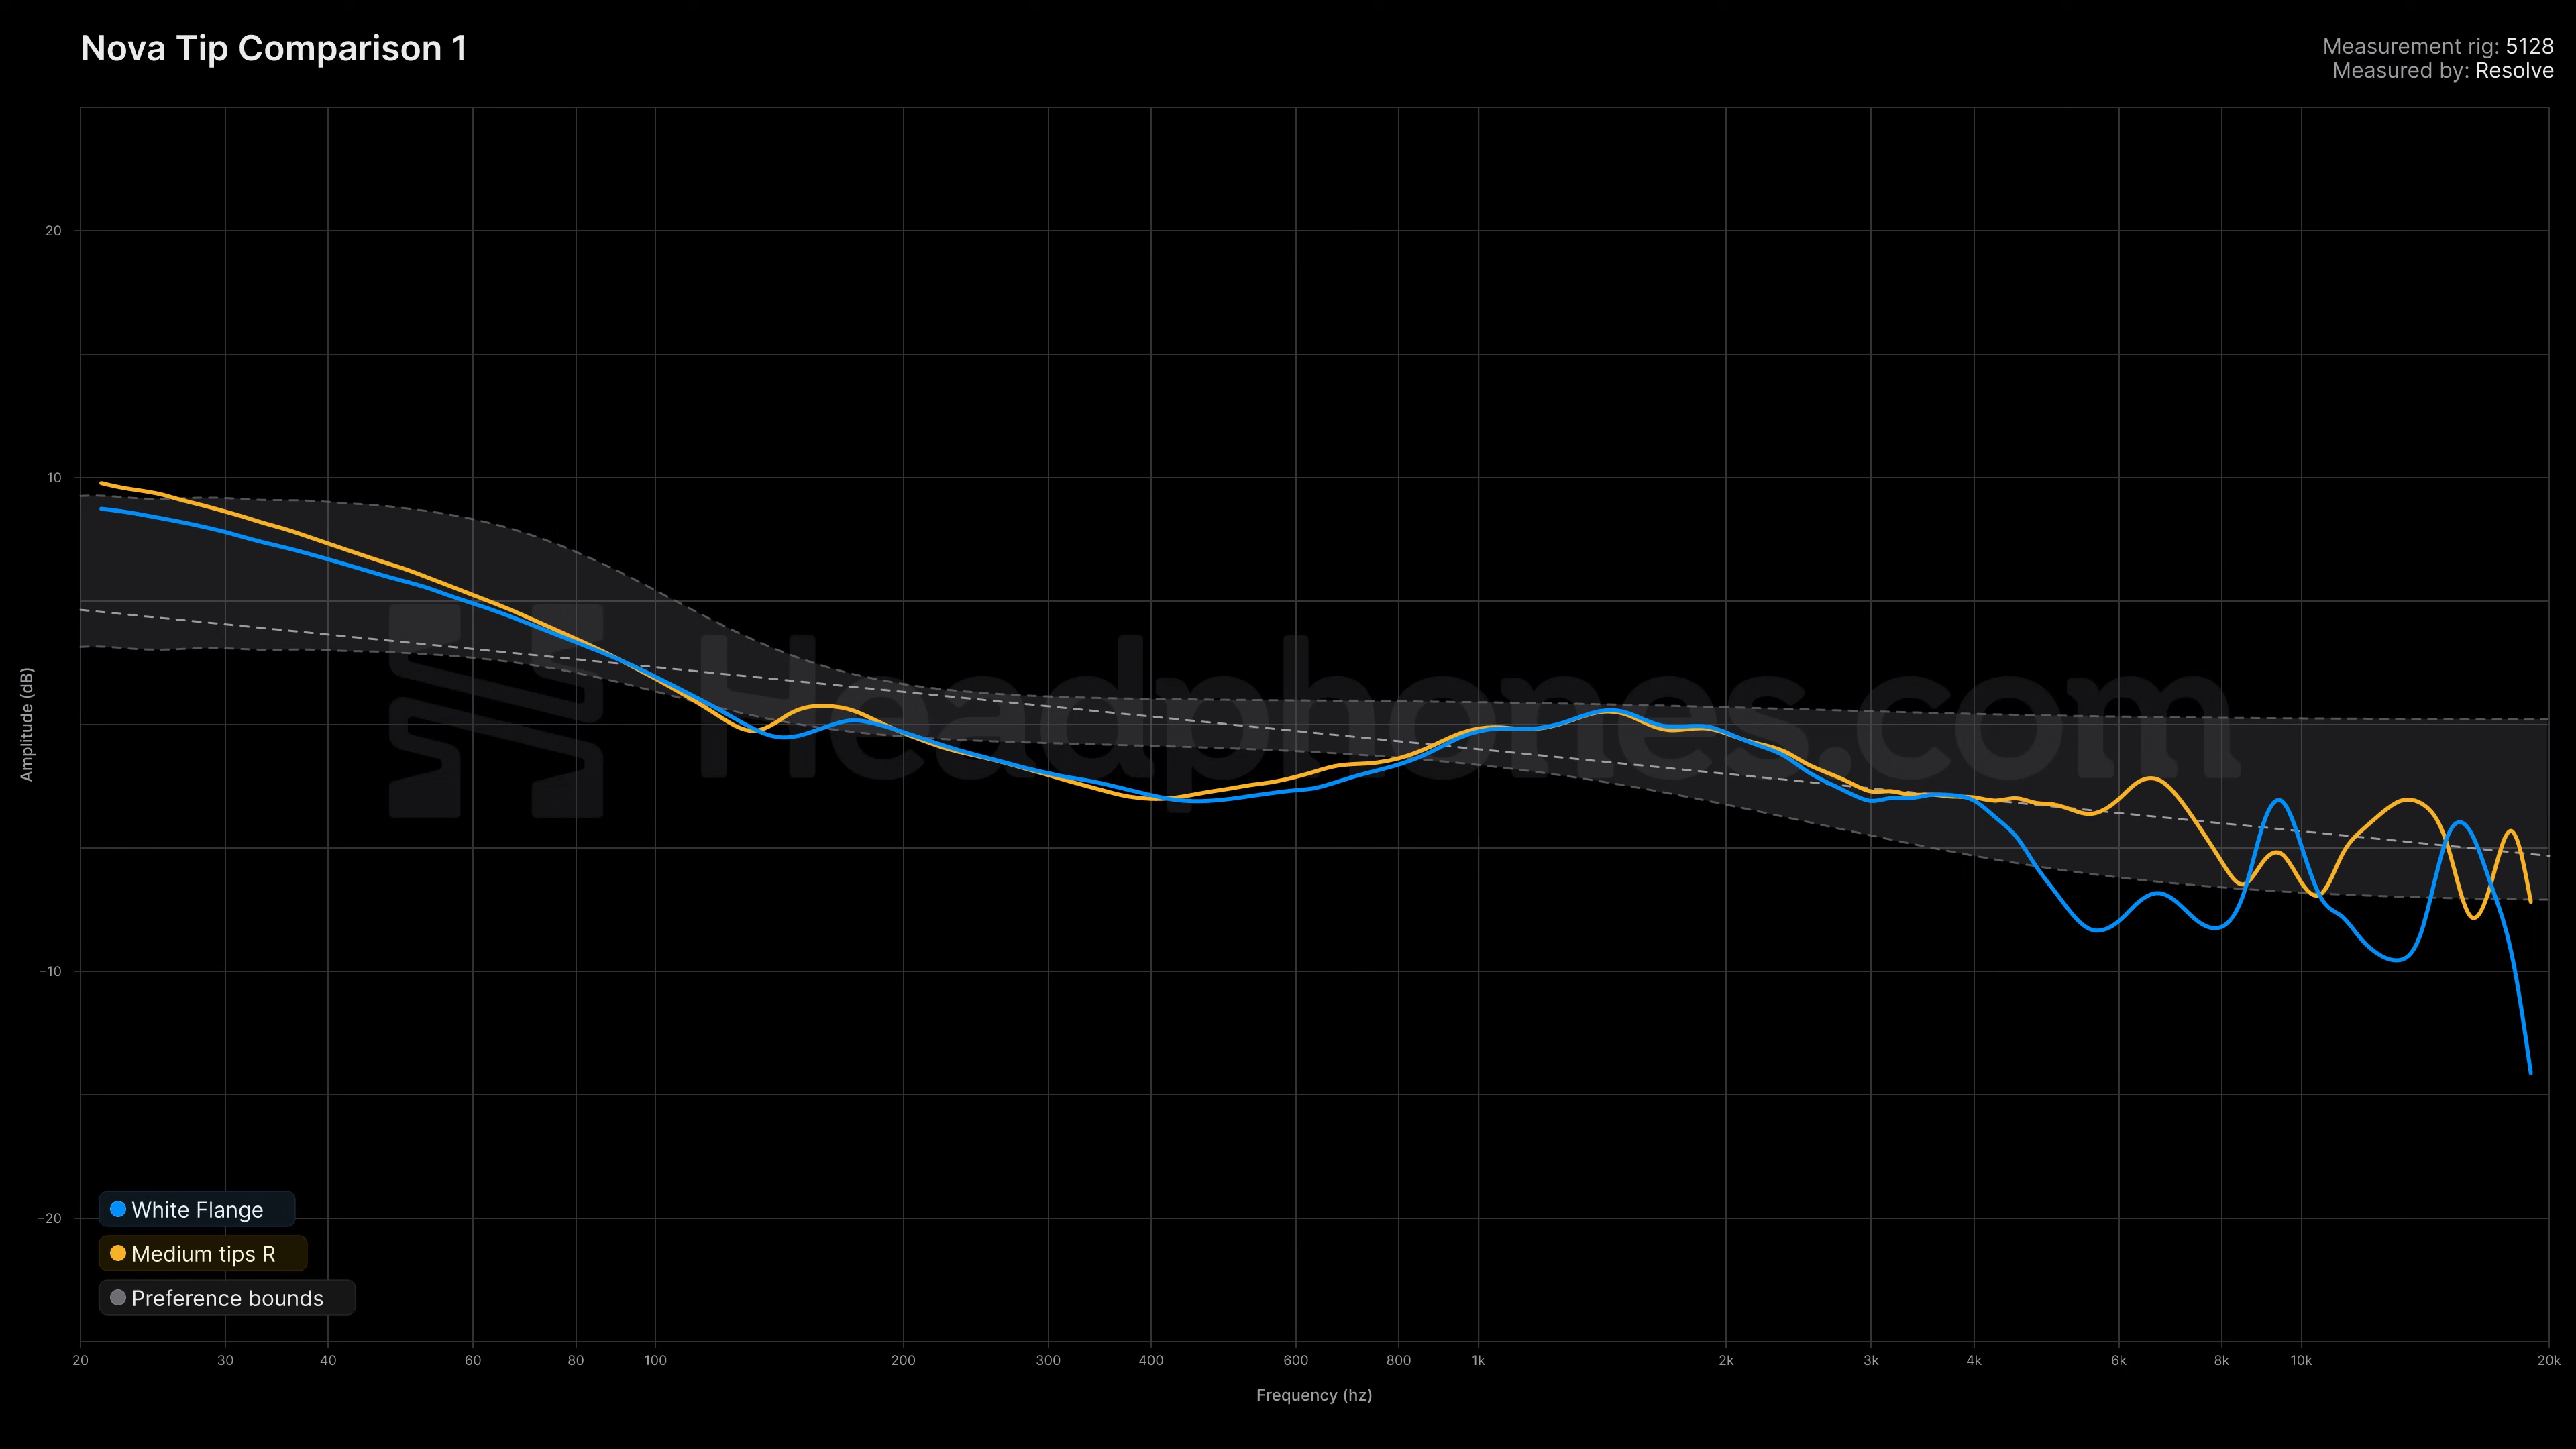 Nova Tip Comparison 1
Measurement rig: 5128
Measured by: Resolve
20
10
−10
−20
Amplitude (dB)
Headphones.com
White Flange
Medium tips R
Preference bounds
20 30 40 60 80 100 200 300 400 600 800 1k 2k 3k 4k 6k 8k 10k 20k
Frequency (hz)